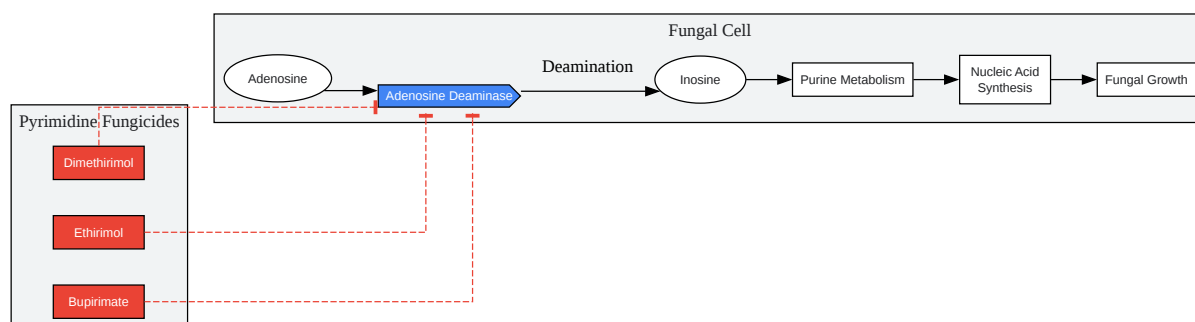 Fungal Cell
Adenosine
Adenosine Deaminase
Deamination
Inosine
Purine Metabolism
Nucleic Acid
Synthesis
Fungal Growth
Pyrimidine Fungicides
Dimethirimol
Ethirimol
Bupirimate